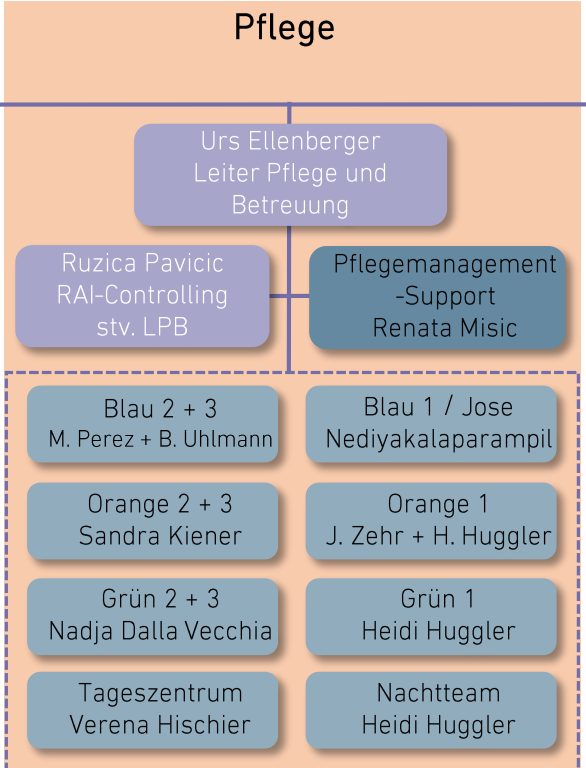 Pflege
Urs Ellenberger
Leiter Pflege und
Betreuung
Ruzica Pavicic
RAI-Controlling
stv. LPB
Pflegemanagement
-Support
Renata Misic
Blau 2 + 3
M. Perez + B. Uhlmann
Blau 1 / Jose
Nediyakalaparampil
Orange 2 + 3
Sandra Kiener
Orange 1
J. Zehr + H. Huggler
Grün 2 + 3
Nadja Dalla Vecchia
Grün 1
Heidi Huggler
Tageszentrum
Verena Hischier
Nachtteam
Heidi Huggler